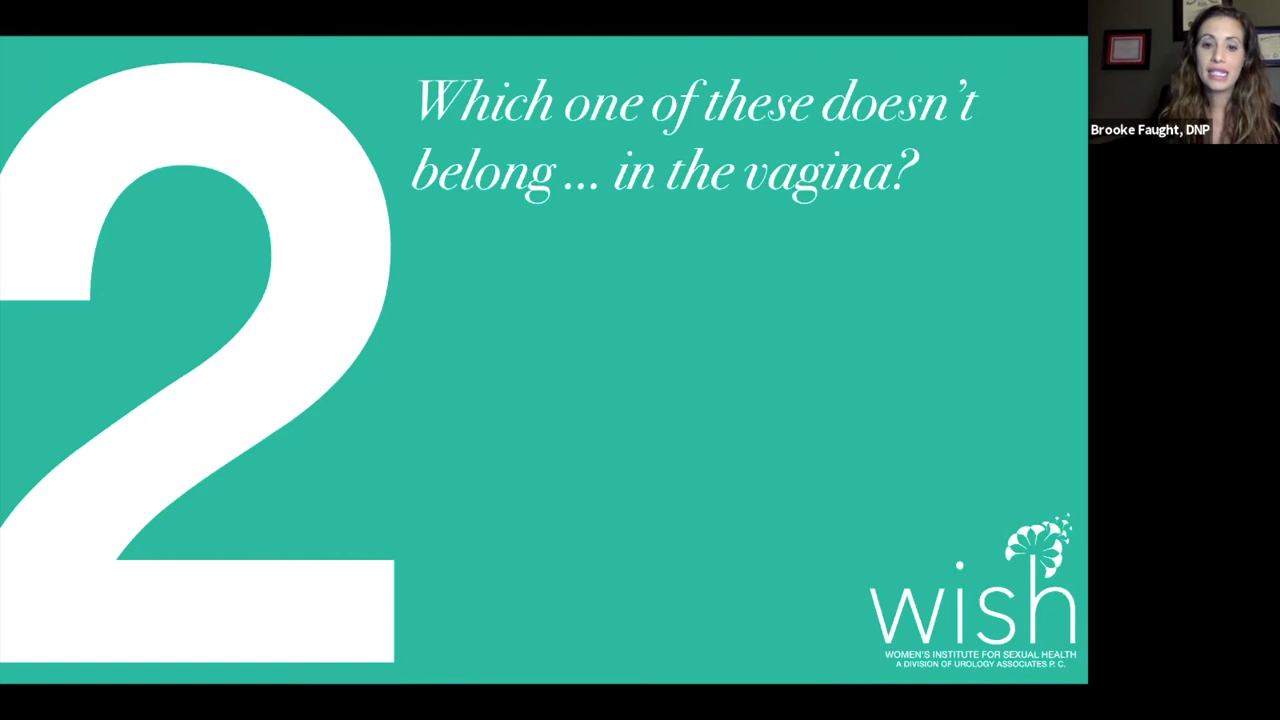 2
Which one of these doesn't
belong ... in the vagina?
wish
WOMEN'S INSTITUTE FOR SEXUAL HEALTH
A DIVISION OF UROLOGY ASSOCIATES P. C.
Brooke Faught, DNP